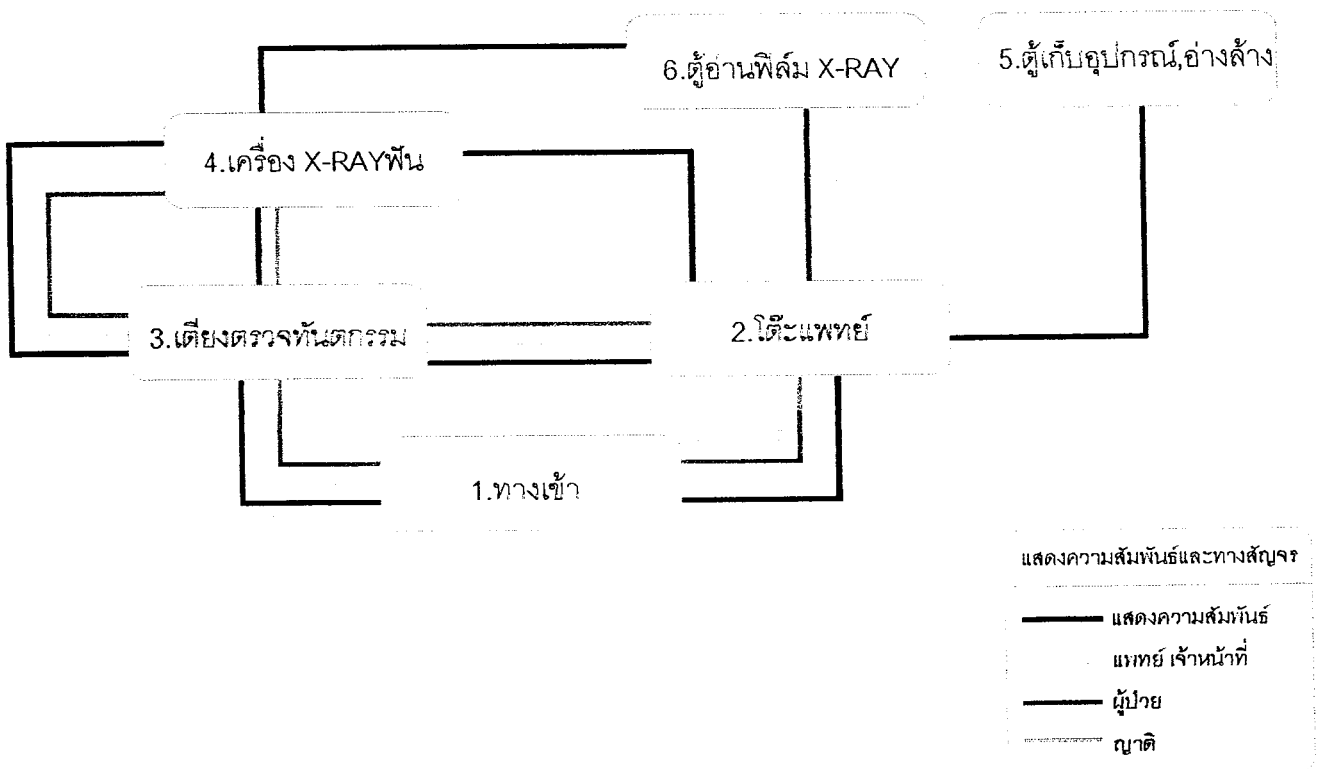 6.ตู้อ่านฟิล์ม X-RAY
5.ตู้เก็บอุปกรณ์,อ่างล้าง
4.เครื่อง X-RAYฟัน
3.เตียงตรวจทันตกรรม
2.โต๊ะแพทย์
1.ทางเข้า
แสดงความสัมพันธ์และทางสัญจร
แสดงความสัมพันธ์
แพทย์ เจ้าหน้าที่
ผู้ป่วย
ญาติ